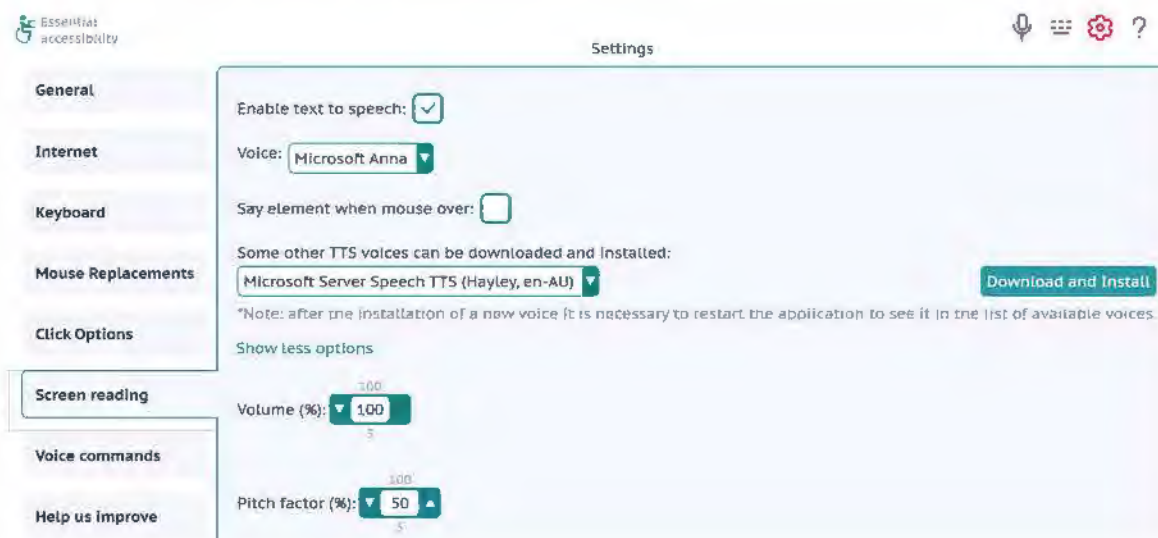 Essential
accessibility
Settings
General
Enable text to speech:
Internet
Voice: Microsoft Anna
Keyboard
Say element when mouse over:
Some other TTS voices can be downloaded and installed:
Mouse Replacements
Microsoft Server Speech TTS (Hayley, en-AU)
Download and Install
*Note: after the installation of a new voice it is necessary to restart the application to see it in the list of available voices.
Click Options
Show less options
Screen reading
100
Volume (%): 100
5
Voice commands
100
Pitch factor (%): 50
5
Help us improve